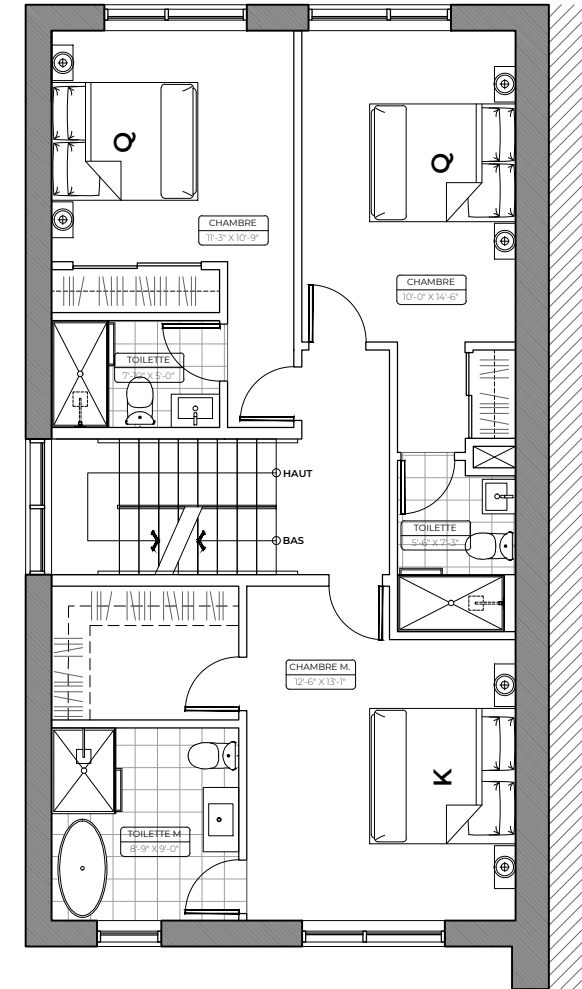 Q
Q
CHAMBRE
11'-3" X 10'-9"
CHAMBRE
10'-0" X 14'-6"
TOILETTE
7'-10" X 5'-0"
HAUT
TOILETTE
5'-6" X 7'-3"
BAS
CHAMBRE M.
12'-6" X 13'-1"
K
TOILETTE M
8'-9" X 9'-0"